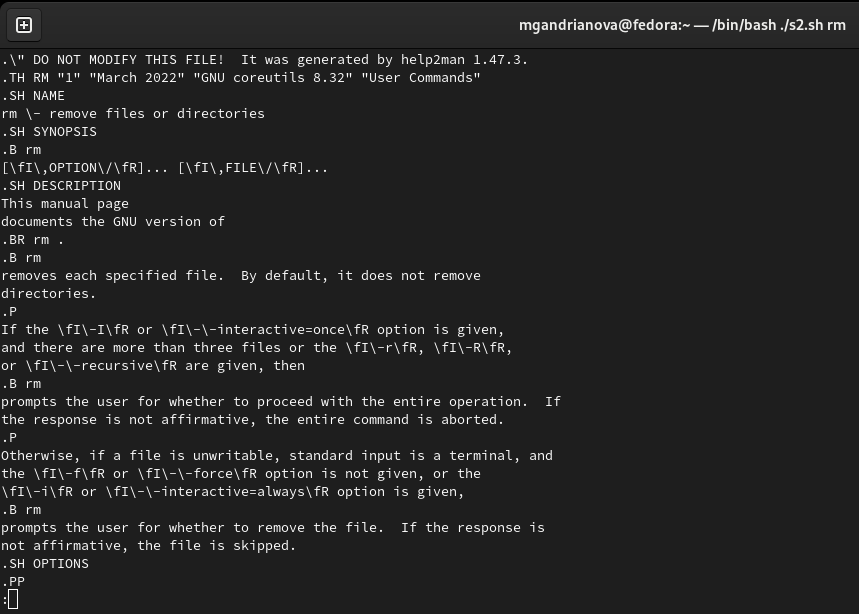 mgandrianova@fedora:~ — /bin/bash ./s2.sh rm
.\" DO NOT MODIFY THIS FILE!  It was generated by help2man 1.47.3.
.TH RM "1" "March 2022" "GNU coreutils 8.32" "User Commands"
.SH NAME
rm \- remove files or directories
.SH SYNOPSIS
.B rm
[\fI\,OPTION\/\fR]... [\fI\,FILE\/\fR]...
.SH DESCRIPTION
This manual page
documents the GNU version of
.BR rm .
.B rm
removes each specified file.  By default, it does not remove
directories.
.P
If the \fI\-I\fR or \fI\-\-interactive=once\fR option is given,
and there are more than three files or the \fI\-r\fR, \fI\-R\fR,
or \fI\-\-recursive\fR are given, then
.B rm
prompts the user for whether to proceed with the entire operation.  If
the response is not affirmative, the entire command is aborted.
.P
Otherwise, if a file is unwritable, standard input is a terminal, and
the \fI\-f\fR or \fI\-\-force\fR option is not given, or the
\fI\-i\fR or \fI\-\-interactive=always\fR option is given,
.B rm
prompts the user for whether to remove the file.  If the response is
not affirmative, the file is skipped.
.SH OPTIONS
.PP
: